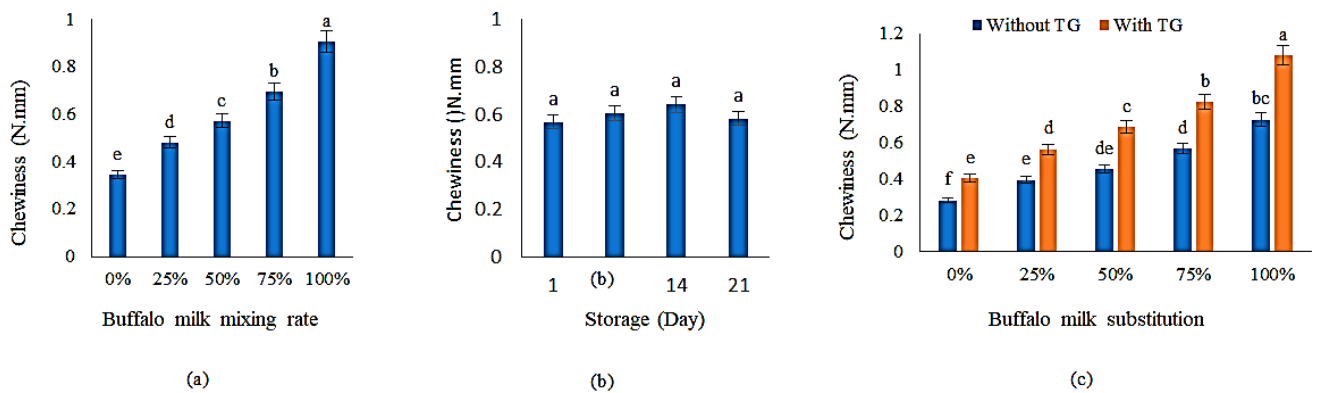 1
0.8
0.6
0.4
0.2
0
Chewiness (N.mm)
e
d
c
b
a
0% 25% 50% 75% 100%
Buffalo milk mixing rate
(a)
1
0.8
0.6
0.4
0.2
0
Chewiness ()N.mm
a
a
a
a
1 (b) 14 21
Storage (Day)
(b)
Without TG With TG
1.2
1
0.8
0.6
0.4
0.2
0
Chewiness (N.mm)
f
e
e
d
de
c
d
b
bc
a
0% 25% 50% 75% 100%
Buffalo milk substitution
(c)